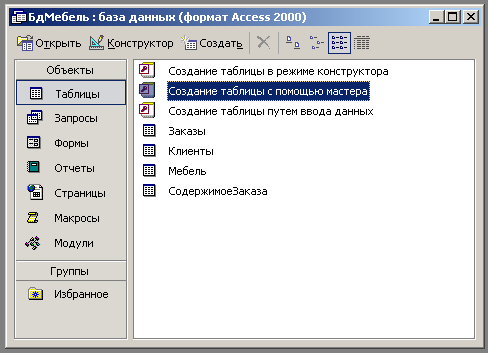 БдМебель : база данных (формат Access 2000)
Открыть Конструктор Создать
Объекты
Таблицы
Запросы
Формы
Отчеты
Страницы
Макросы
Модули
Группы
Избранное
Создание таблицы в режиме конструктора
Создание таблицы с помощью мастера
Создание таблицы путем ввода данных
Заказы
Клиенты
Мебель
СодержимоеЗаказа